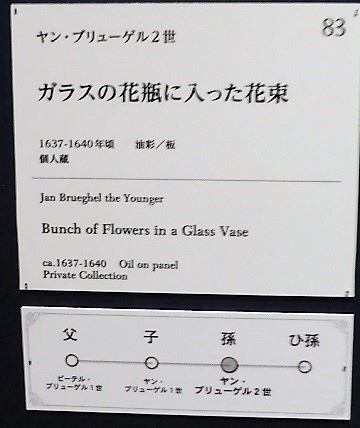 83
ヤン・ブリューゲル2世
ガラスの花瓶に入った花束
1637-1640年頃 油彩／板
個人蔵
Jan Brueghel the Younger
Bunch of Flowers in a Glass Vase
ca.1637-1640 Oil on panel
Private Collection
父 子 孫 ひ孫
ピーテル・
ブリューゲル1世
ヤン・
ブリューゲル1世
ヤン・
ブリューゲル2世